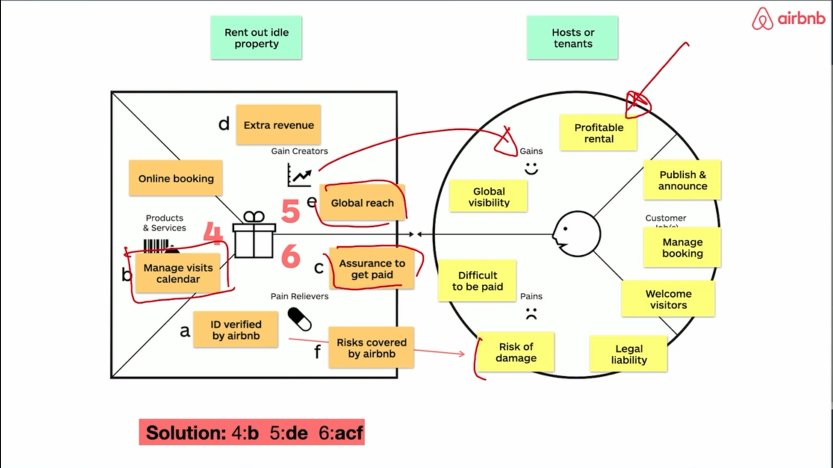 airbnb
Rent out idle
property
Hosts or
tenants
d
Extra revenue
Gain Creators
Online booking
5
e
Global reach
Products
& Services
4
b
Manage visits
calendar
6
c
Assurance to
get paid
Pain Relievers
a
ID verified
by airbnb
f
Risks covered
by airbnb
Profitable
rental
Gains
Global
visibility
Publish &
announce
Customer
Manage
booking
Welcome
visitors
Difficult
to be paid
Pains
Risk of
damage
Legal
liability
Solution: 4:b 5:de 6:acf